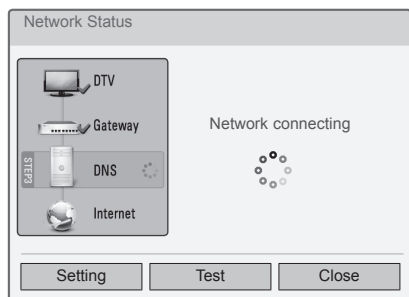 Network Status
DTV
Gateway
STEP3
DNS
Internet
Network connecting
Setting
Test
Close